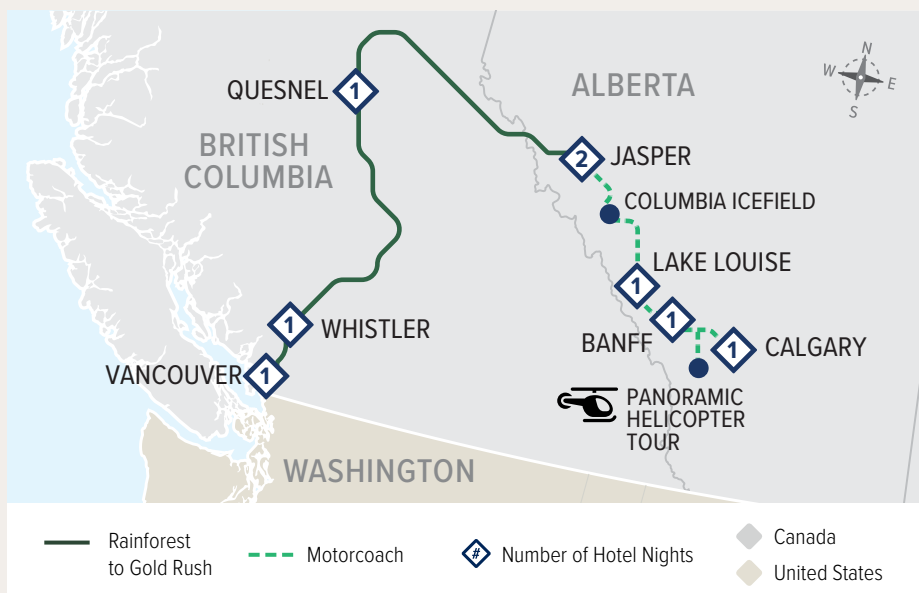 N
W
E
S
QUESNEL
1
ALBERTA
BRITISH
COLUMBIA
2
JASPER
COLUMBIA ICEFIELD
LAKE LOUISE
1
1
WHISTLER
1
BANFF
1
CALGARY
VANCOUVER
1
PANORAMIC
HELICOPTER
TOUR
WASHINGTON
Rainforest
to Gold Rush
Motorcoach
#
Number of Hotel Nights
Canada
United States